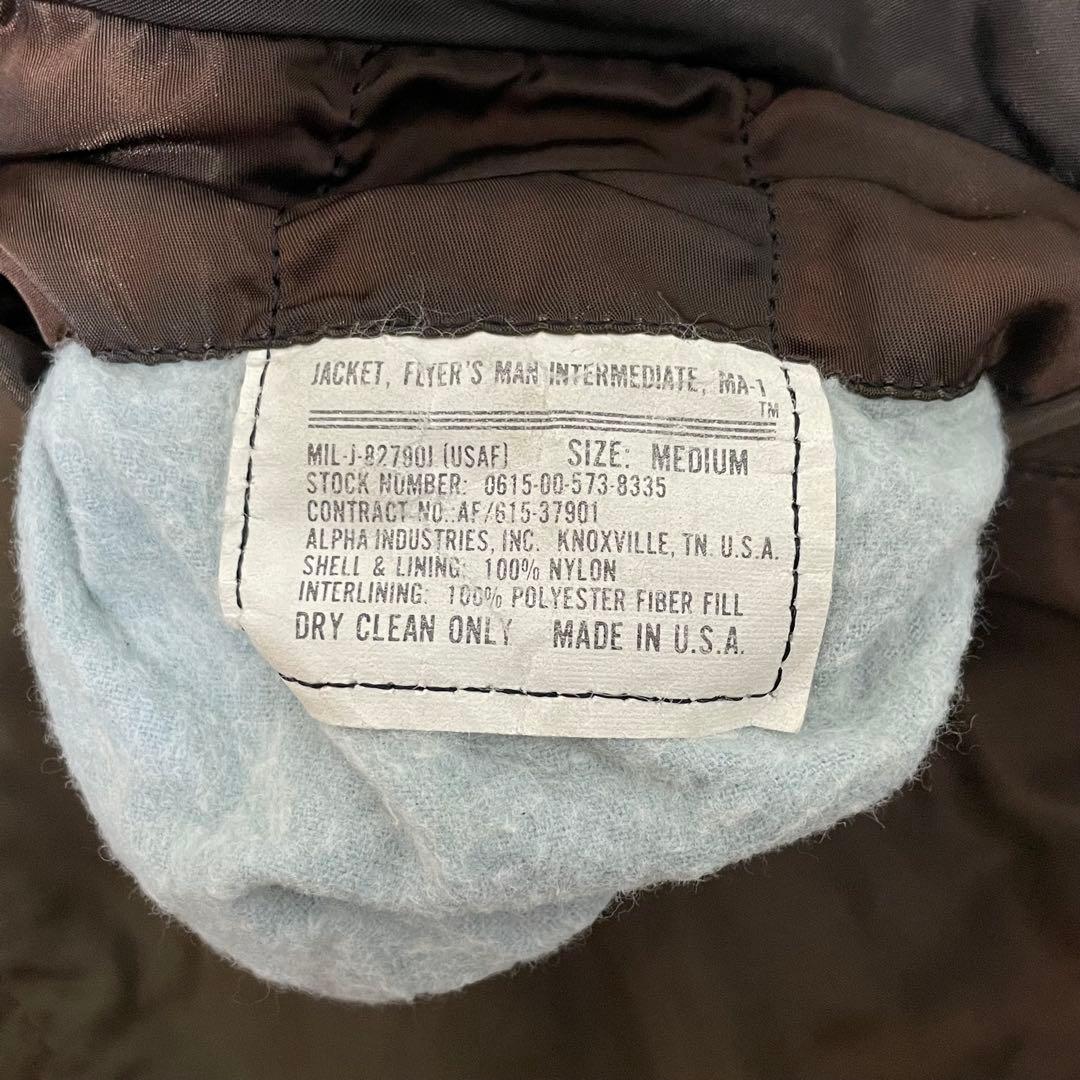 JACKET, FLYER'S MAN INTERMEDIATE, MA-1
TM
MIL-J-82790J (USAF) SIZE: MEDIUM
STOCK NUMBER: 0615-00-573-8335
CONTRACT NO.:AF/615-37901
ALPHA INDUSTRIES, INC. KNOXVILLE, TN. U.S.A.
SHELL & LINING: 100% NYLON
INTERLINING: 100% POLYESTER FIBER FILL
DRY CLEAN ONLY MADE IN U.S.A.